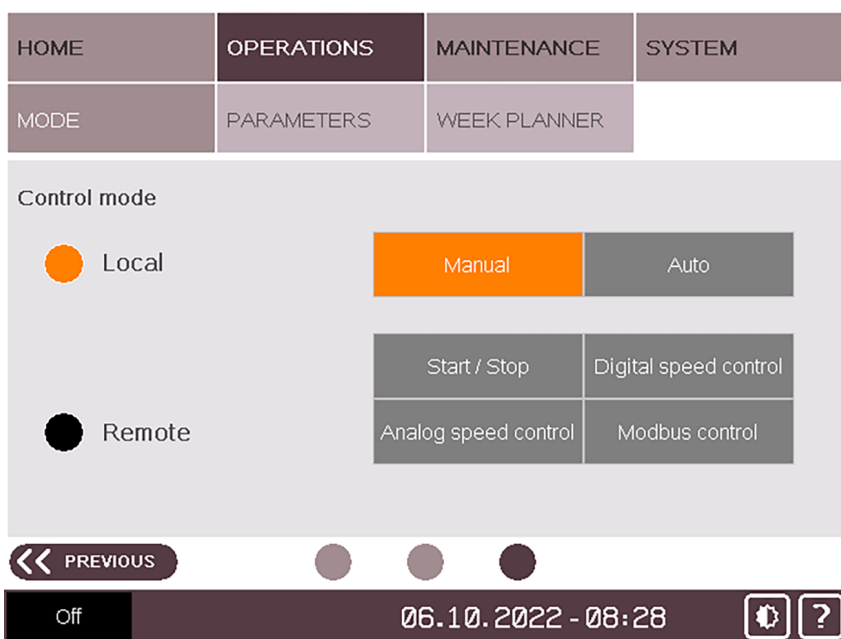 HOME OPERATIONS MAINTENANCE SYSTEM
MODE PARAMETERS WEEK PLANNER
Control mode
Local Manual Auto
Start / Stop Digital speed control
Remote Analog speed control Modbus control
PREVIOUS
Off 06.10.2022 - 08:28 ?